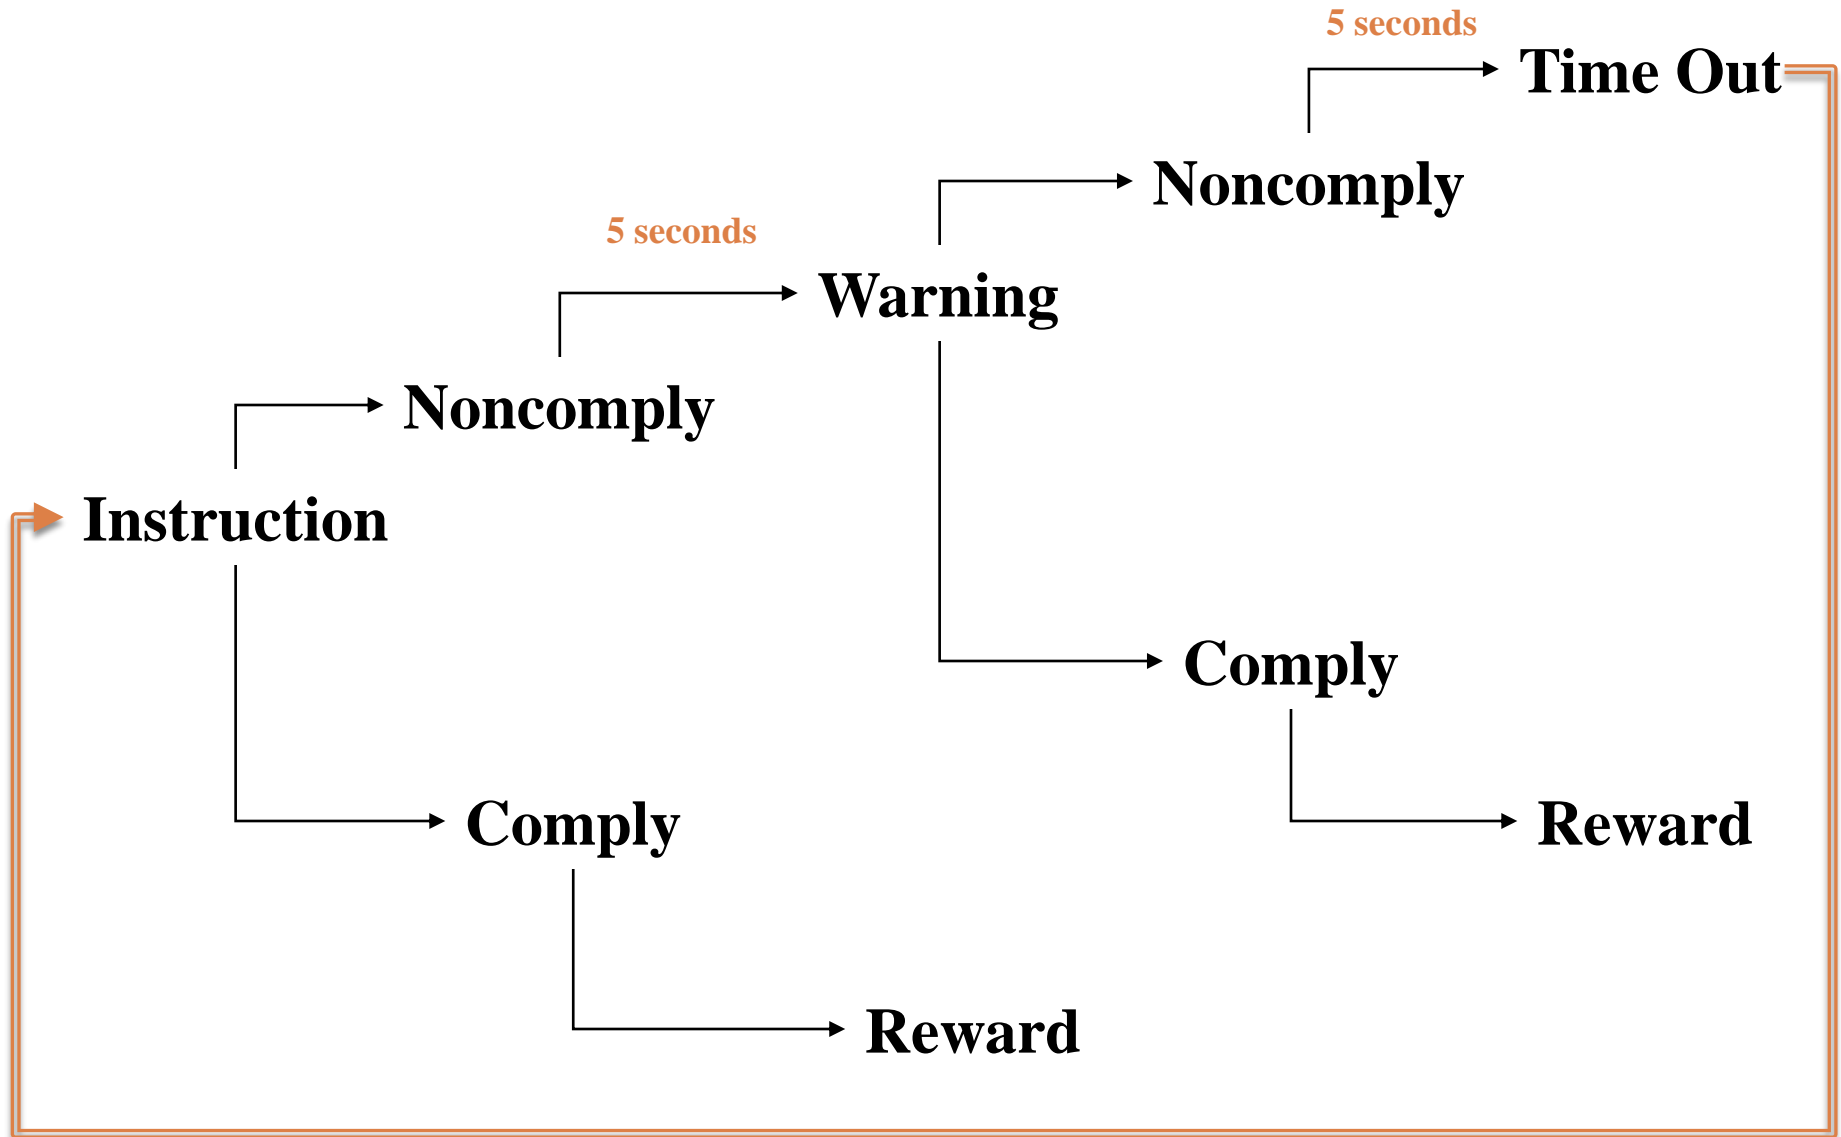 5 seconds
Time Out
Noncomply
5 seconds
Warning
Noncomply
Instruction
Comply
Comply
Reward
Reward